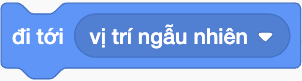 đi tới vị trí ngẫu nhiên